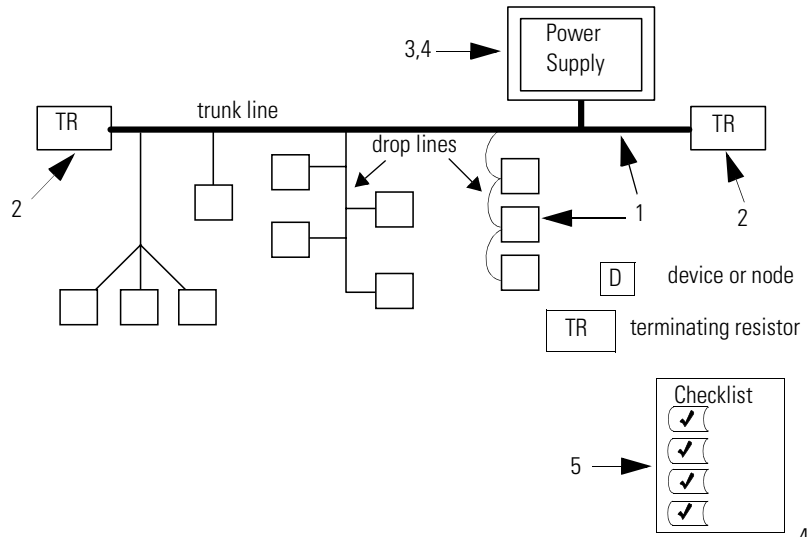 Power
Supply
3,4
TR
trunk line
TR
drop lines
2
1
2
D device or node
TR terminating resistor
Checklist
5
4